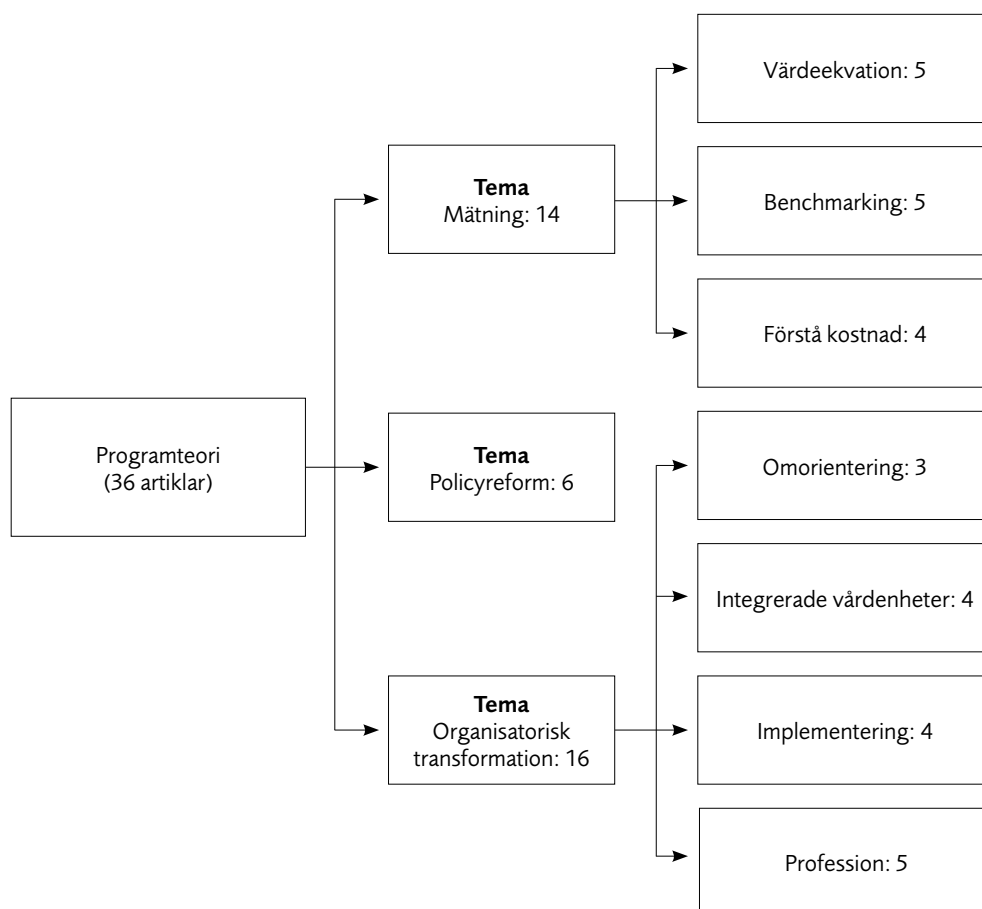 Programteori
(36 artiklar)
Tema
Mätning: 14
Värdeekvation: 5
Benchmarking: 5
Förstå kostnad: 4
Tema
Policyreform: 6
Tema
Organisatorisk
transformation: 16
Omorientering: 3
Integrerade vårdenheter: 4
Implementering: 4
Profession: 5